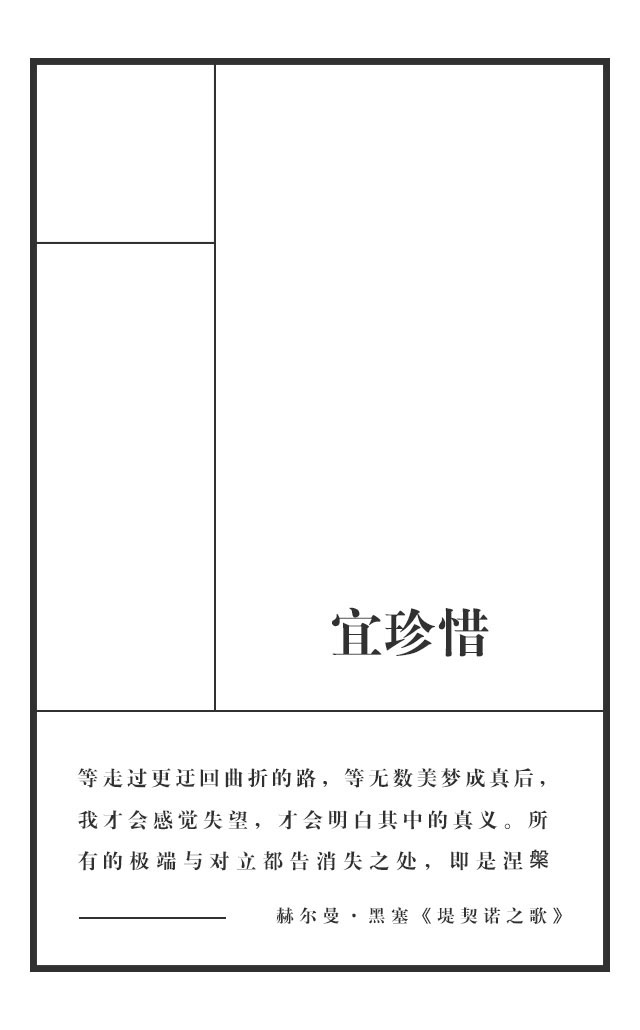 宜珍惜
等走过更迂回曲折的路，等无数美梦成真后，
我才会感觉失望，才会明白其中的真义。所
有的极端与对立都告消失之处，即是涅槃
赫尔曼·黑塞《堤契诺之歌》